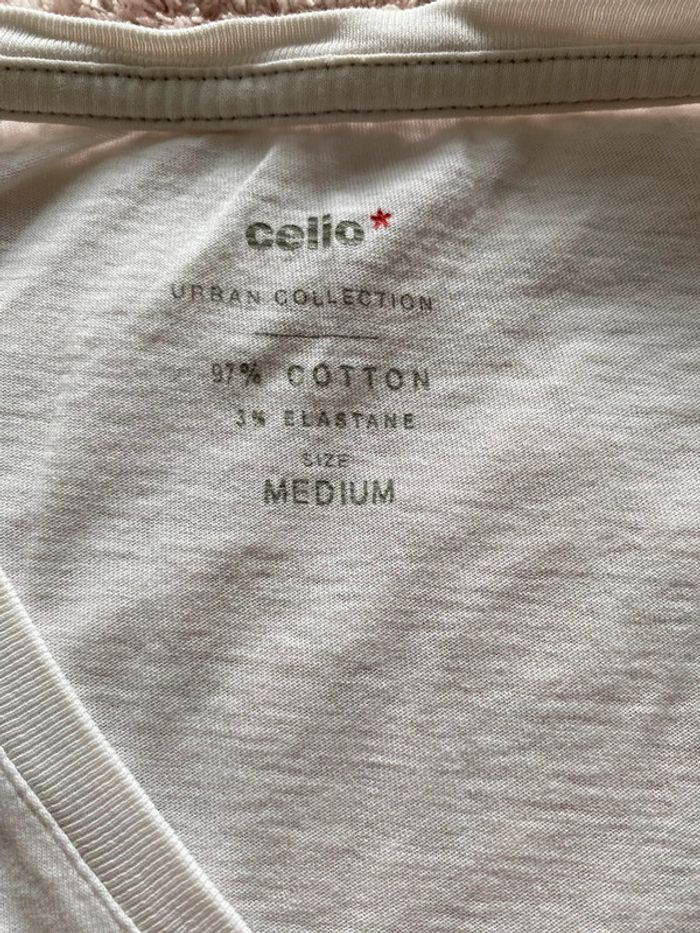 celio*
URBAN COLLECTION
97% COTTON
3% ELASTANE
SIZE
MEDIUM